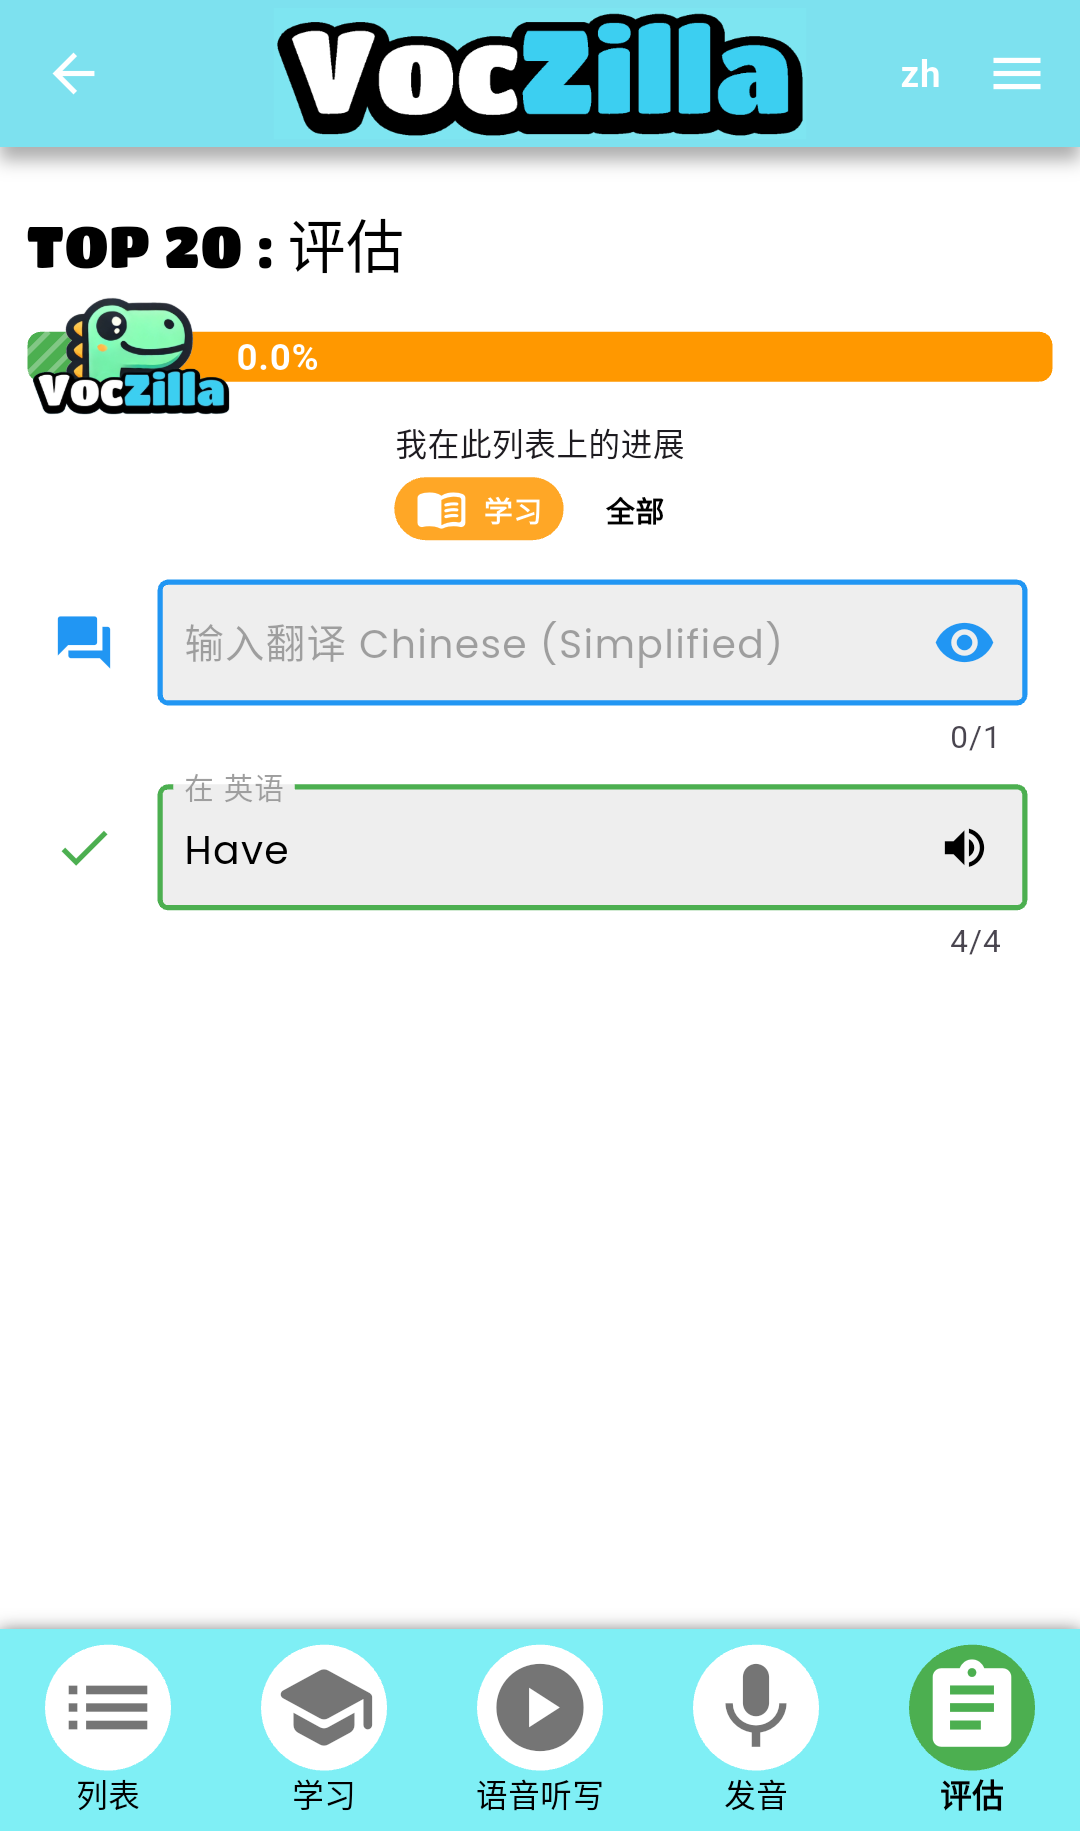 VocZilla
zh
TOP 20 : 评估
0.0%
VocZilla
我在此列表上的进展
学习 全部
输入翻译 Chinese (Simplified)
0/1
在 英语
Have
4/4
列表 学习 语音听写 发音 评估